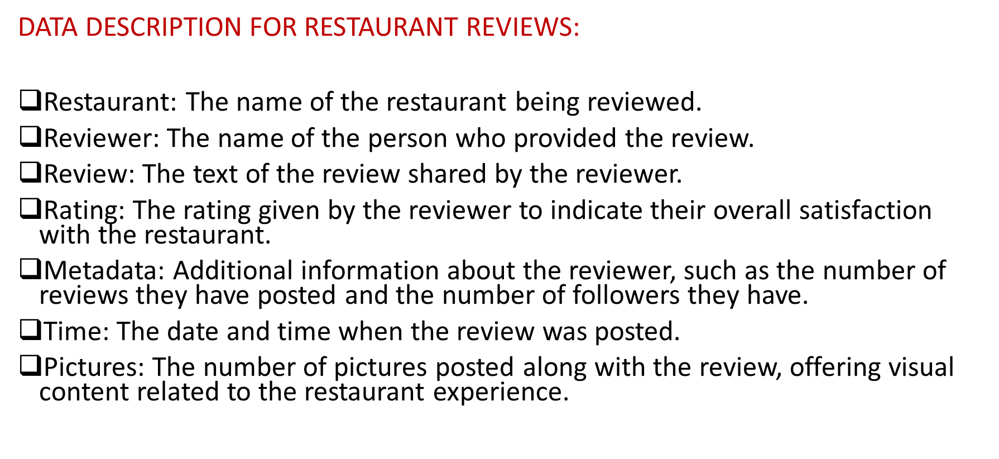 DATA DESCRIPTION FOR RESTAURANT REVIEWS:
❑Restaurant: The name of the restaurant being reviewed.
❑Reviewer: The name of the person who provided the review.
❑Review: The text of the review shared by the reviewer.
❑Rating: The rating given by the reviewer to indicate their overall satisfaction
with the restaurant.
❑Metadata: Additional information about the reviewer, such as the number of
reviews they have posted and the number of followers they have.
❑Time: The date and time when the review was posted.
❑Pictures: The number of pictures posted along with the review, offering visual
content related to the restaurant experience.